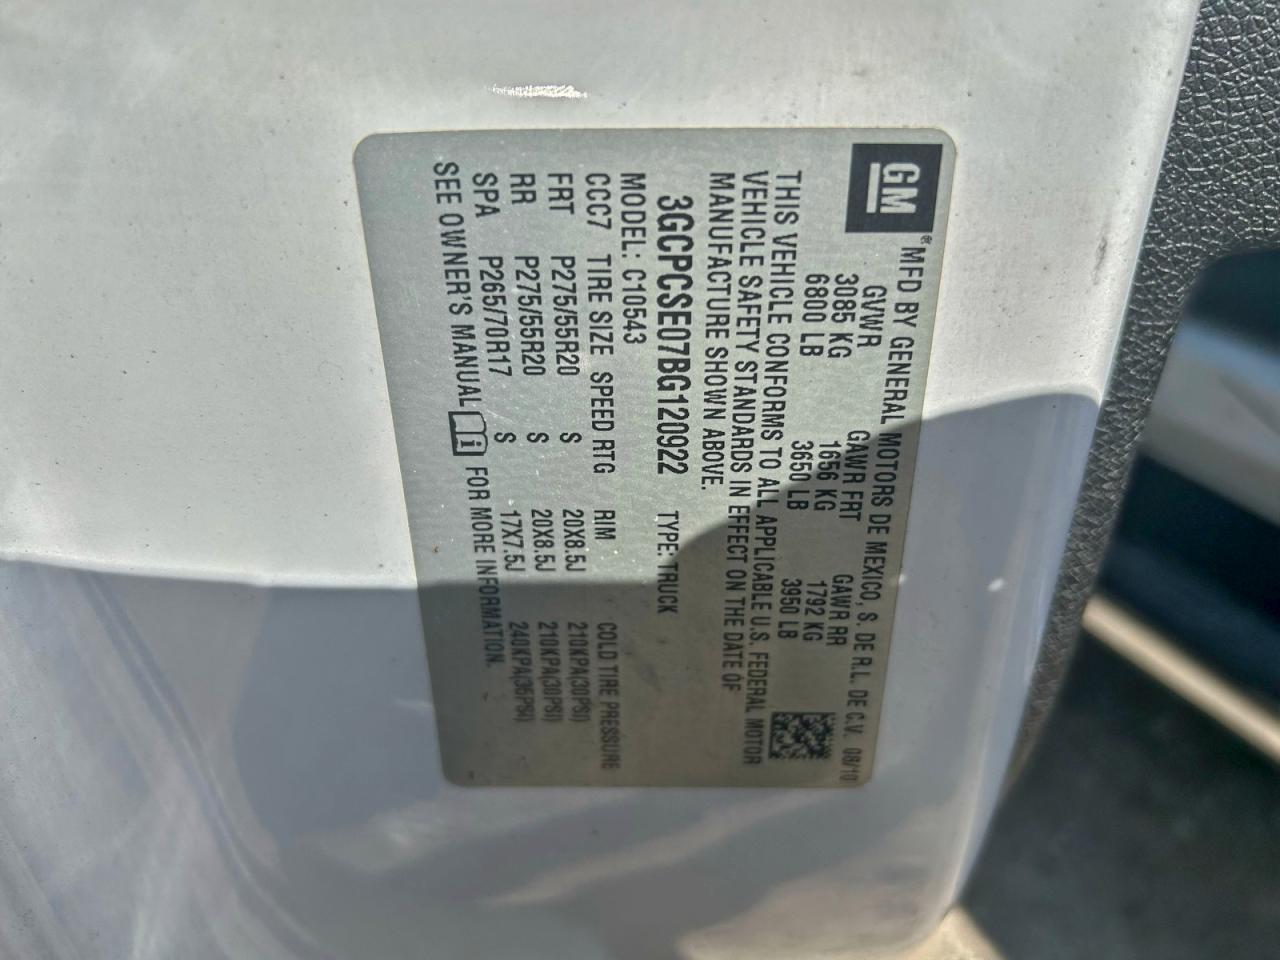 GM® MFD BY GENERAL MOTORS DE MEXICO, S. DE R.L. DE C.V. 08/10
GVWR GAWR FRT GAWR RR
3085 KG 1656 KG 1792 KG
6800 LB 3650 LB 3950 LB
THIS VEHICLE CONFORMS TO ALL APPLICABLE U.S. FEDERAL MOTOR
VEHICLE SAFETY STANDARDS IN EFFECT ON THE DATE OF
MANUFACTURE SHOWN ABOVE.
3GCPCSE07BG120922 TYPE: TRUCK
MODEL: C10543
CCC7 TIRE SIZE SPEED RTG RIM COLD TIRE PRESSURE
FRT P275/55R20 S 20X8.5J 210KPA(30PSI)
RR P275/55R20 S 20X8.5J 210KPA(30PSI)
SPA P265/70R17 S 17X7.5J 240KPA(35PSI)
SEE OWNER'S MANUAL FOR MORE INFORMATION.